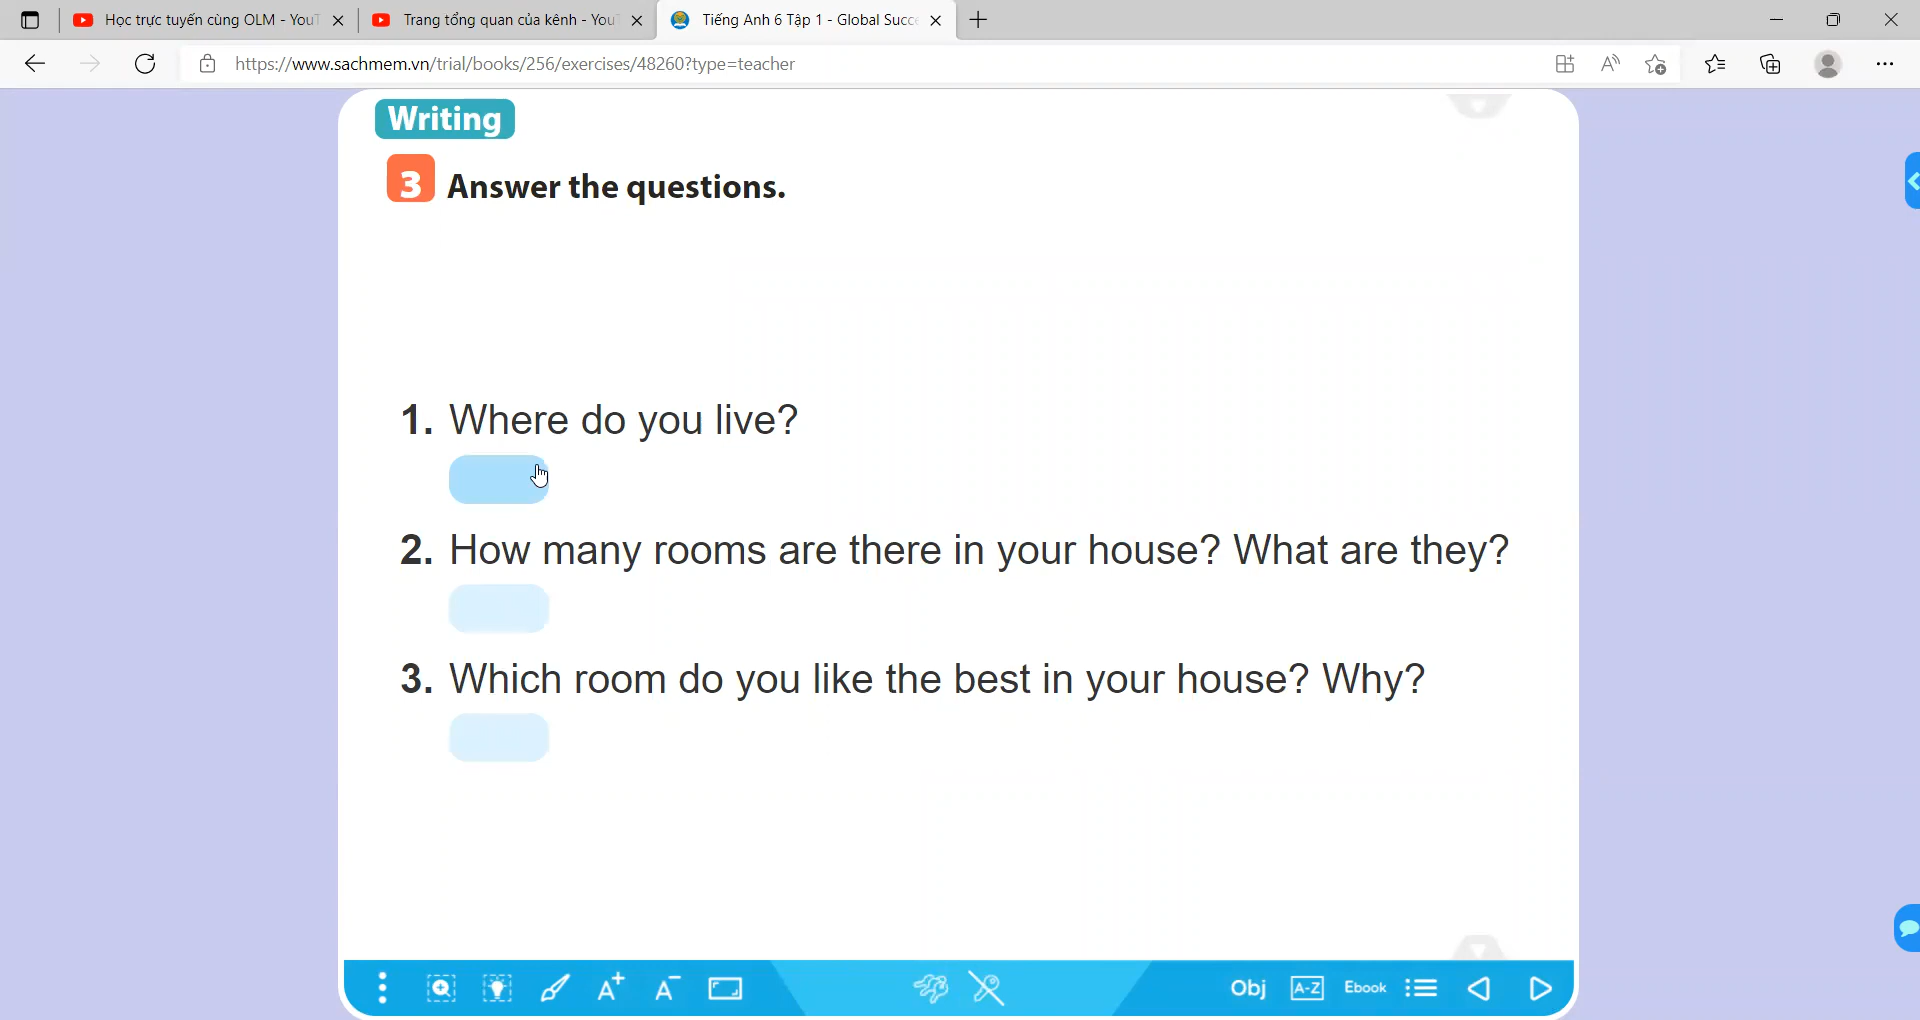 Học trực tuyến cùng OLM - YouT
Trang tổng quan của kênh - You
Tiếng Anh 6 Tập 1 - Global Succe
https://www.sachmem.vn/trial/books/256/exercises/48260?type=teacher
Writing
3 Answer the questions.
1. Where do you live?
2. How many rooms are there in your house? What are they?
3. Which room do you like the best in your house? Why?
A+ A- Obj A-Z Ebook